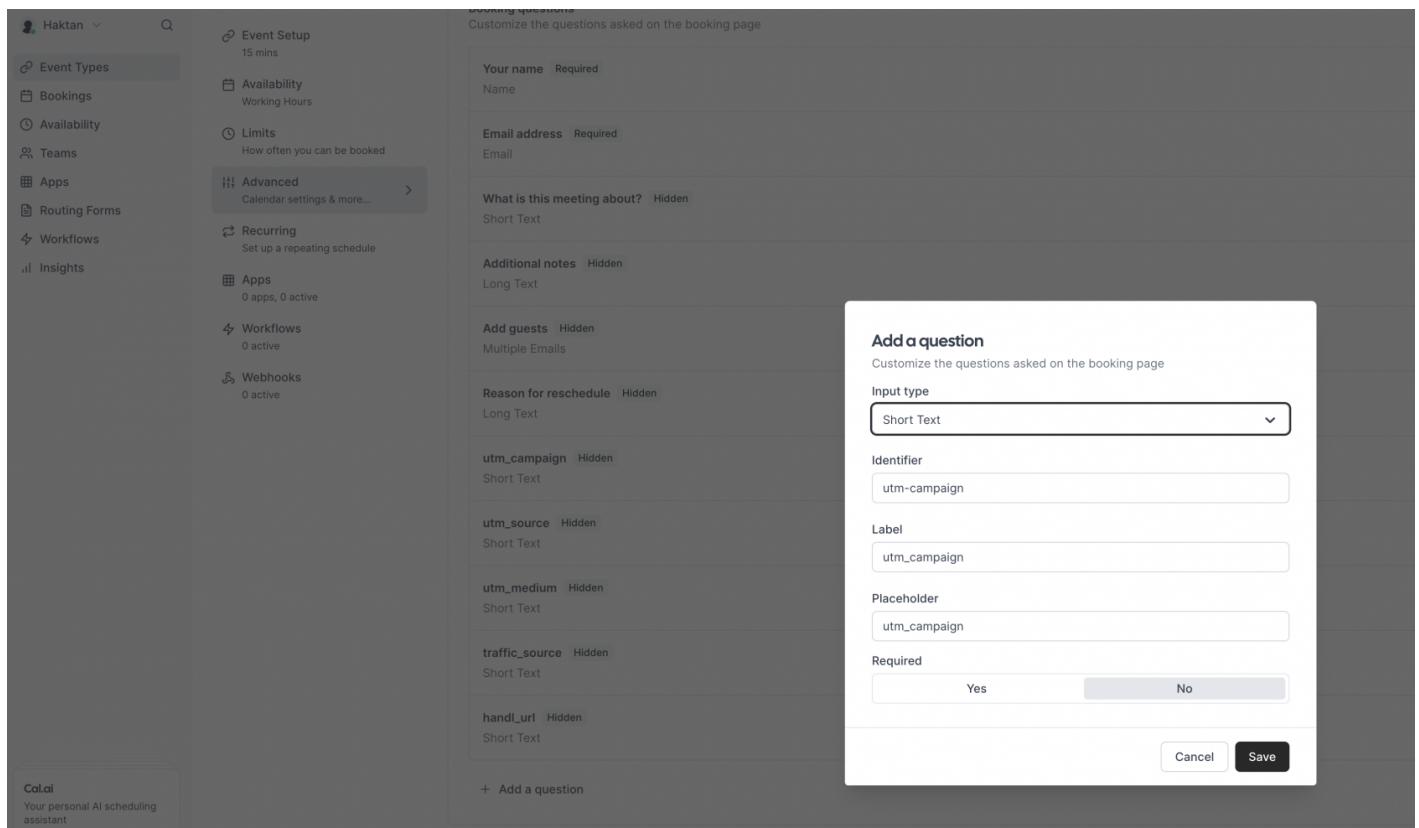 Haktan
Event Types
Bookings
Availability
Teams
Apps
Routing Forms
Workflows
Insights
Cal.ai
Your personal AI scheduling
assistant
Event Setup
15 mins
Availability
Working Hours
Limits
How often you can be booked
Advanced
Calendar settings & more...
Recurring
Set up a repeating schedule
Apps
0 apps, 0 active
Workflows
0 active
Webhooks
0 active
Booking questions
Customize the questions asked on the booking page
Your name Required
Name
Email address Required
Email
What is this meeting about? Hidden
Short Text
Additional notes Hidden
Long Text
Add guests Hidden
Multiple Emails
Reason for reschedule Hidden
Long Text
utm_campaign Hidden
Short Text
utm_source Hidden
Short Text
utm_medium Hidden
Short Text
traffic_source Hidden
Short Text
handl_url Hidden
Short Text
+ Add a question
Add a question
Customize the questions asked on the booking page
Input type
Short Text
Identifier
utm-campaign
Label
utm_campaign
Placeholder
utm_campaign
Required
Yes No
Cancel Save